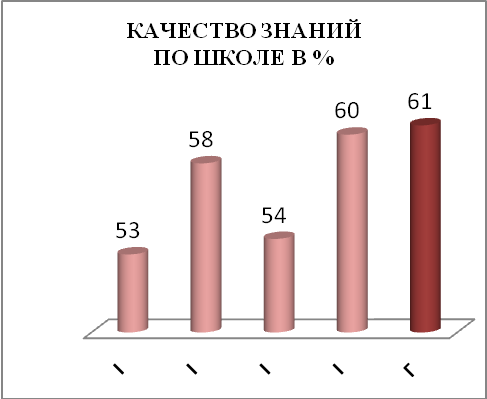 КАЧЕСТВО ЗНАНИЙ
ПО ШКОЛЕ В %
53
58
54
60
61
I
I
I
I
г